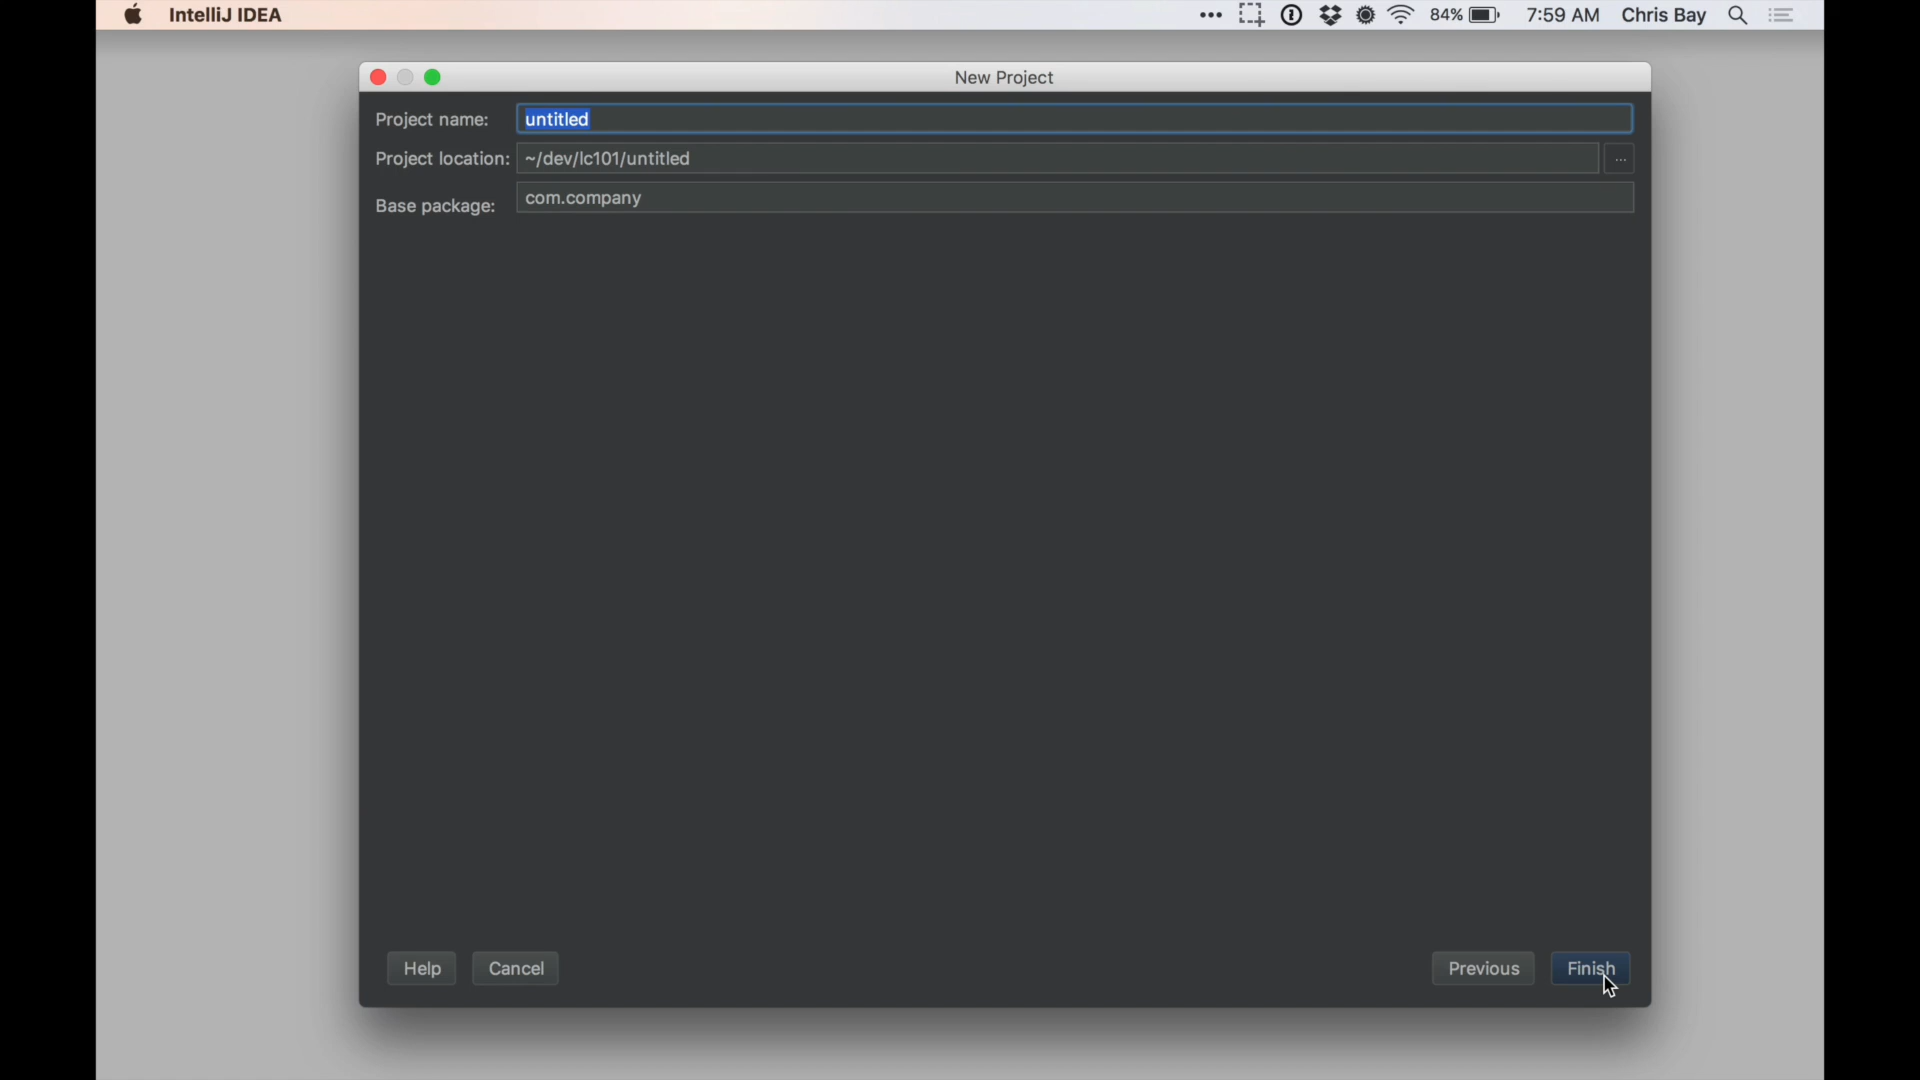 IntelliJ IDEA
84%
7:59 AM
Chris Bay
New Project
Project name: untitled
Project location: ~/dev/lc101/untitled ...
Base package: com.company
Help
Cancel
Previous
Finish